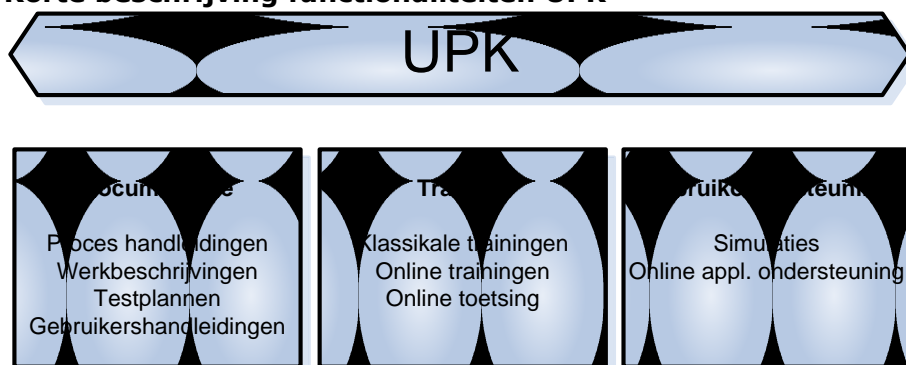 Korte beschrijving functionaliteiten UPK
UPK
Proces handleidingen
Werkbeschrijvingen
Testplannen
Gebruikershandleidingen
Klassikale trainingen
Online trainingen
Online toetsing
Simulaties
Online appl. ondersteuning